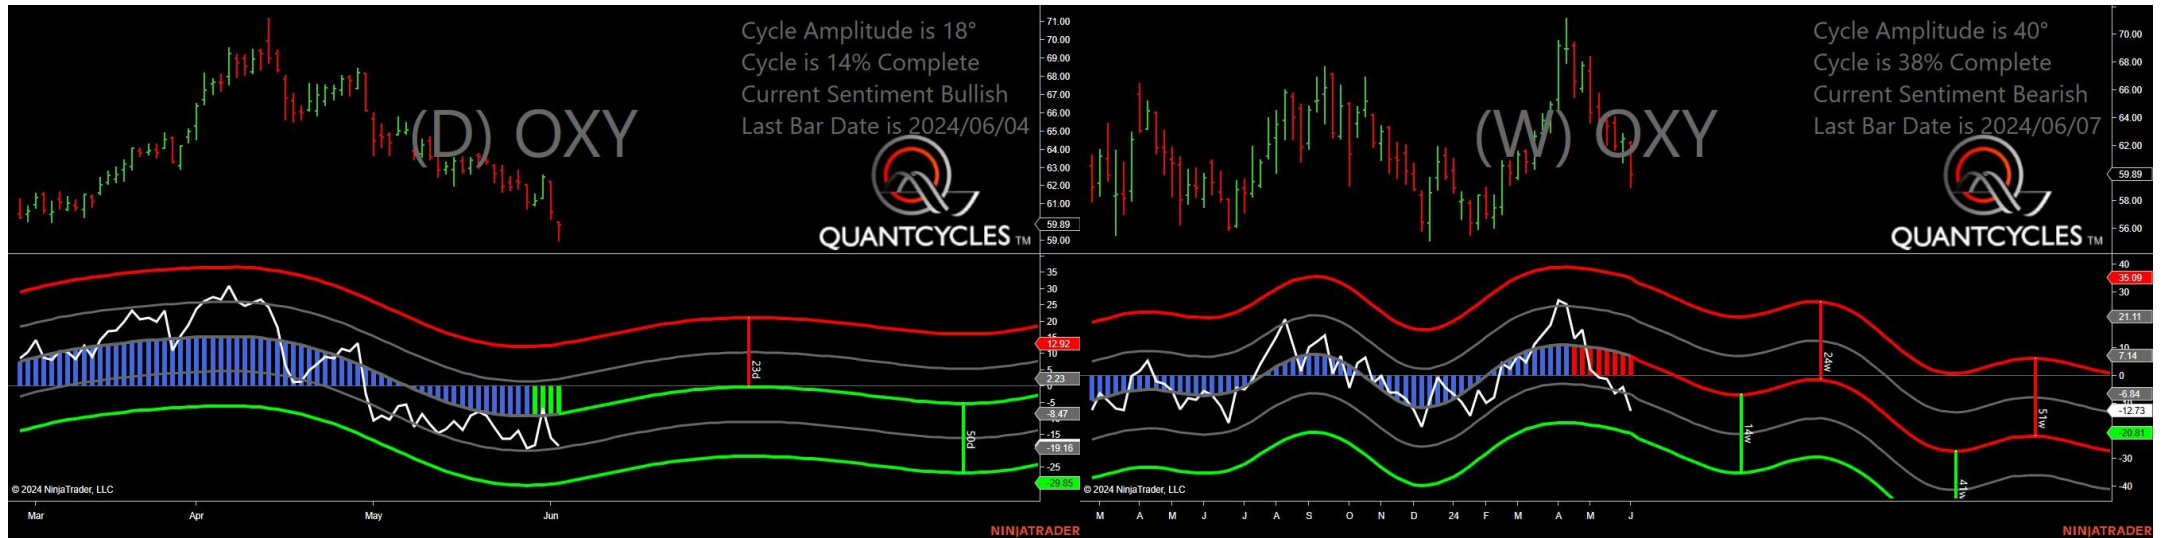 Cycle Amplitude is 18°
Cycle is 14% Complete
Current Sentiment Bullish
Last Bar Date is 2024/06/04
(D) OXY
QUANTCYCLES TM
71.00
70.00
69.00
68.00
67.00
66.00
65.00
64.00
63.00
62.00
61.00
59.89
59.00
35
30
25
20
12.92
10
2.23
-5
-8.47
-15
-19.16
-25
-29.85
23d
50d
© 2024 NinjaTrader, LLC
Mar Apr May Jun
NINJATRADER
Cycle Amplitude is 40°
Cycle is 38% Complete
Current Sentiment Bearish
Last Bar Date is 2024/06/07
(W) OXY
QUANTCYCLES TM
70.00
68.00
66.00
64.00
62.00
59.89
58.00
56.00
40
35.09
30
21.11
10
7.14
0
-6.84
-12.73
-20.81
-30
-40
24w
14w
51w
41w
© 2024 NinjaTrader, LLC
M A M J J A S O N D 24 F M A M J
NINJATRADER